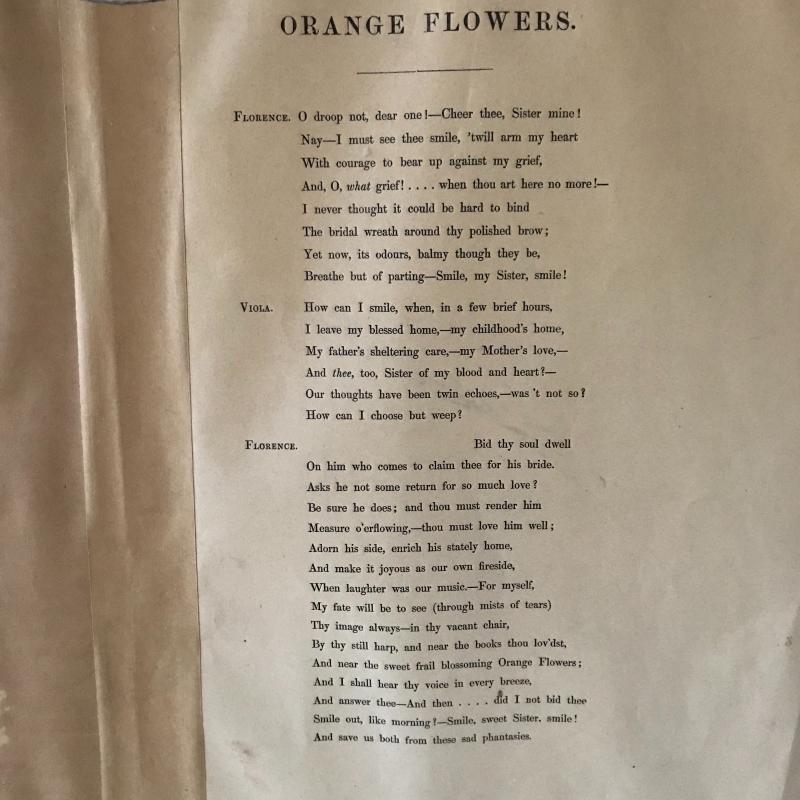 ORANGE FLOWERS.
FLORENCE. O droop not, dear one!—Cheer thee, Sister mine!
Nay—I must see thee smile, 'twill arm my heart
With courage to bear up against my grief,
And, O, what grief! . . . . when thou art here no more!—
I never thought it could be hard to bind
The bridal wreath around thy polished brow;
Yet now, its odours, balmy though they be,
Breathe but of parting—Smile, my Sister, smile!
VIOLA. How can I smile, when, in a few brief hours,
I leave my blessed home,—my childhood's home,
My father's sheltering care,—my Mother's love,—
And thee, too, Sister of my blood and heart?—
Our thoughts have been twin echoes,—was 't not so?
How can I choose but weep?
FLORENCE. Bid thy soul dwell
On him who comes to claim thee for his bride.
Asks he not some return for so much love?
Be sure he does; and thou must render him
Measure o'erflowing,—thou must love him well;
Adorn his side, enrich his stately home,
And make it joyous as our own fireside,
When laughter was our music.—For myself,
My fate will be to see (through mists of tears)
Thy image always—in thy vacant chair,
By thy still harp, and near the books thou lov'dst,
And near the sweet frail blossoming Orange Flowers;
And I shall hear thy voice in every breeze,
And answer thee—And then . . . . did I not bid thee
Smile out, like morning?—Smile, sweet Sister, smile!
And save us both from these sad phantasies.